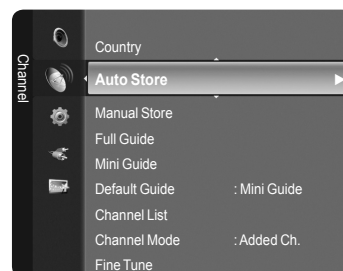 Channel
Country
Auto Store
Manual Store
Full Guide
Mini Guide
Default Guide : Mini Guide
Channel List
Channel Mode : Added Ch.
Fine Tune